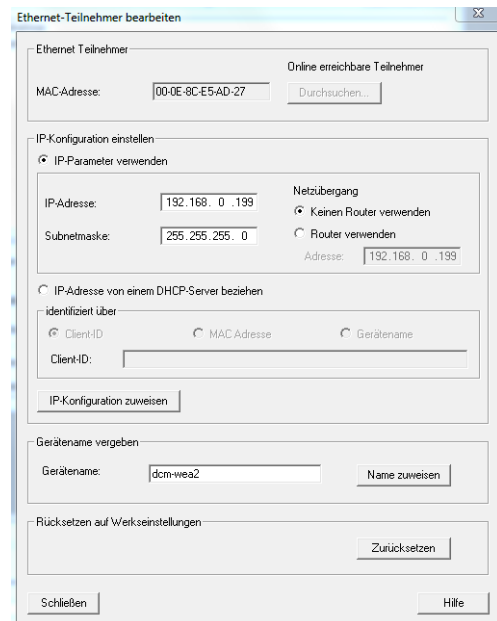 Ethernet-Teilnehmer bearbeiten
Ethernet Teilnehmer
Online erreichbare Teilnehmer
MAC-Adresse: 00-0E-8C-E5-AD-27 Durchsuchen...
IP-Konfiguration einstellen
IP-Parameter verwenden
Netzübergang
IP-Adresse: 192.168. 0 .199 Keinen Router verwenden
Subnetmaske: 255.255.255. 0 Router verwenden
Adresse: 192.168. 0 .199
IP-Adresse von einem DHCP-Server beziehen
identifiziert über
Client-ID MAC Adresse Gerätename
Client-ID:
IP-Konfiguration zuweisen
Gerätename vergeben
Gerätename: dcm-wea2 Name zuweisen
Rücksetzen auf Werkseinstellungen
Zurücksetzen
Schließen Hilfe